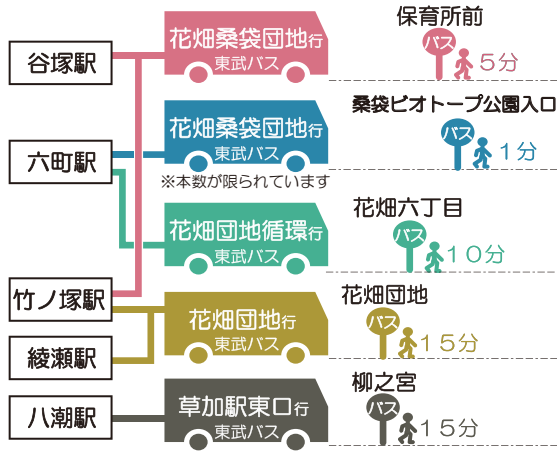 谷塚駅
六町駅
竹ノ塚駅
綾瀬駅
八潮駅
花畑桑袋団地行
東武バス
保育所前
バス
5分
花畑桑袋団地行
東武バス
※本数が限られています
桑袋ビオトープ公園入口
バス
1分
花畑団地循環行
東武バス
花畑六丁目
バス
10分
花畑団地行
東武バス
花畑団地
バス
15分
草加駅東口行
東武バス
柳之宮
バス
15分